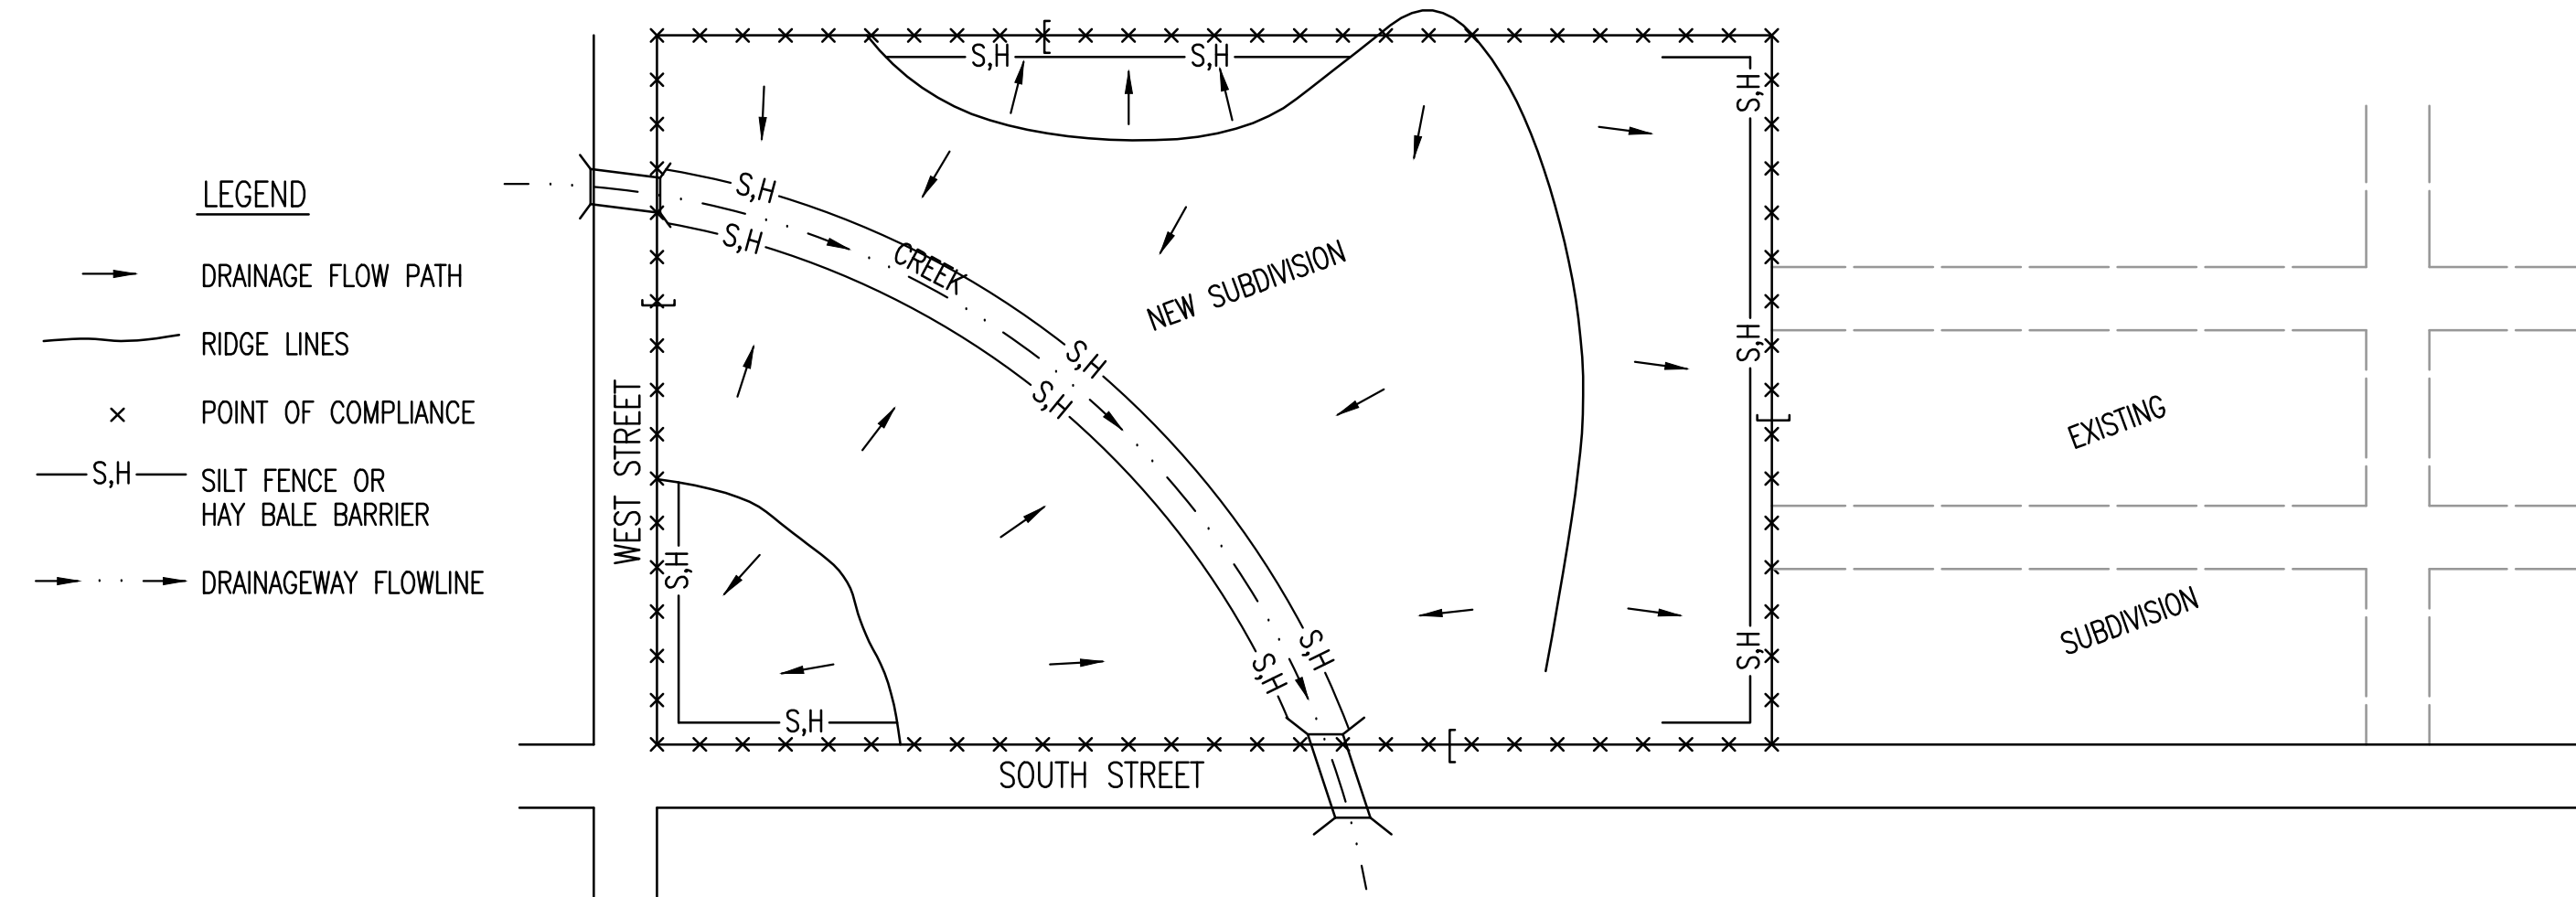 LEGEND
DRAINAGE FLOW PATH
RIDGE LINES
× POINT OF COMPLIANCE
S,H SILT FENCE OR
HAY BALE BARRIER
DRAINAGEWAY FLOWLINE
S,H S,H
S,H
S,H
S,H
CREEK
NEW SUBDIVISION
S,H
S,H
S,H
WEST STREET
EXISTING
SUBDIVISION
S,H
S,H
S,H
S,H
S,H
SOUTH STREET